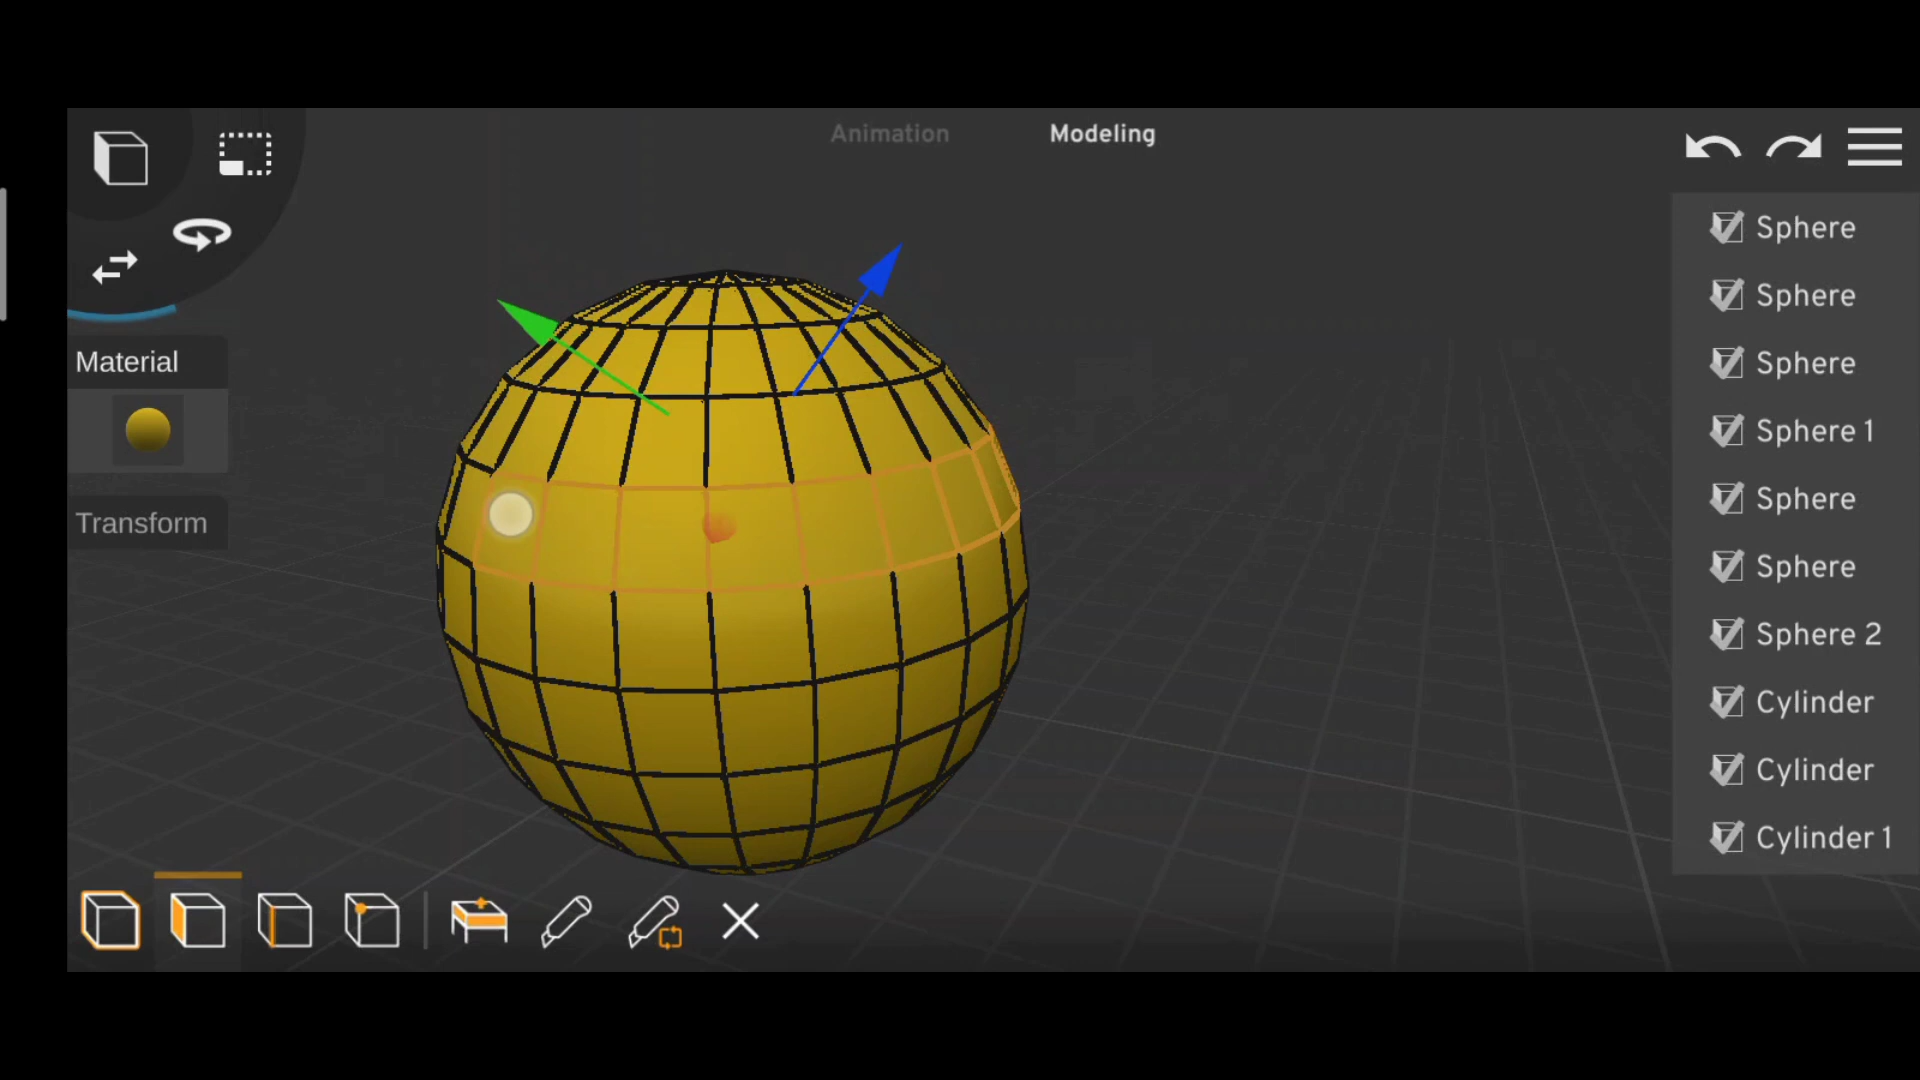 Animation
Modeling
Material
Transform
Sphere
Sphere
Sphere
Sphere 1
Sphere
Sphere
Sphere 2
Cylinder
Cylinder
Cylinder 1